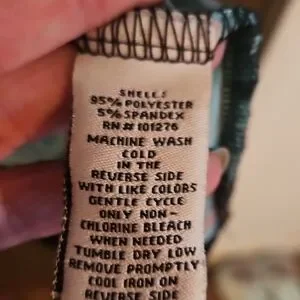 SHELL:
95% POLYESTER
5% SPANDEX
RN# 101276
MACHINE WASH
COLD
IN THE
REVERSE SIDE
WITH LIKE COLORS
GENTLE CYCLE
ONLY NON-
CHLORINE BLEACH
WHEN NEEDED
TUMBLE DRY LOW
REMOVE PROMPTLY
COOL IRON ON
REVERSE SIDE